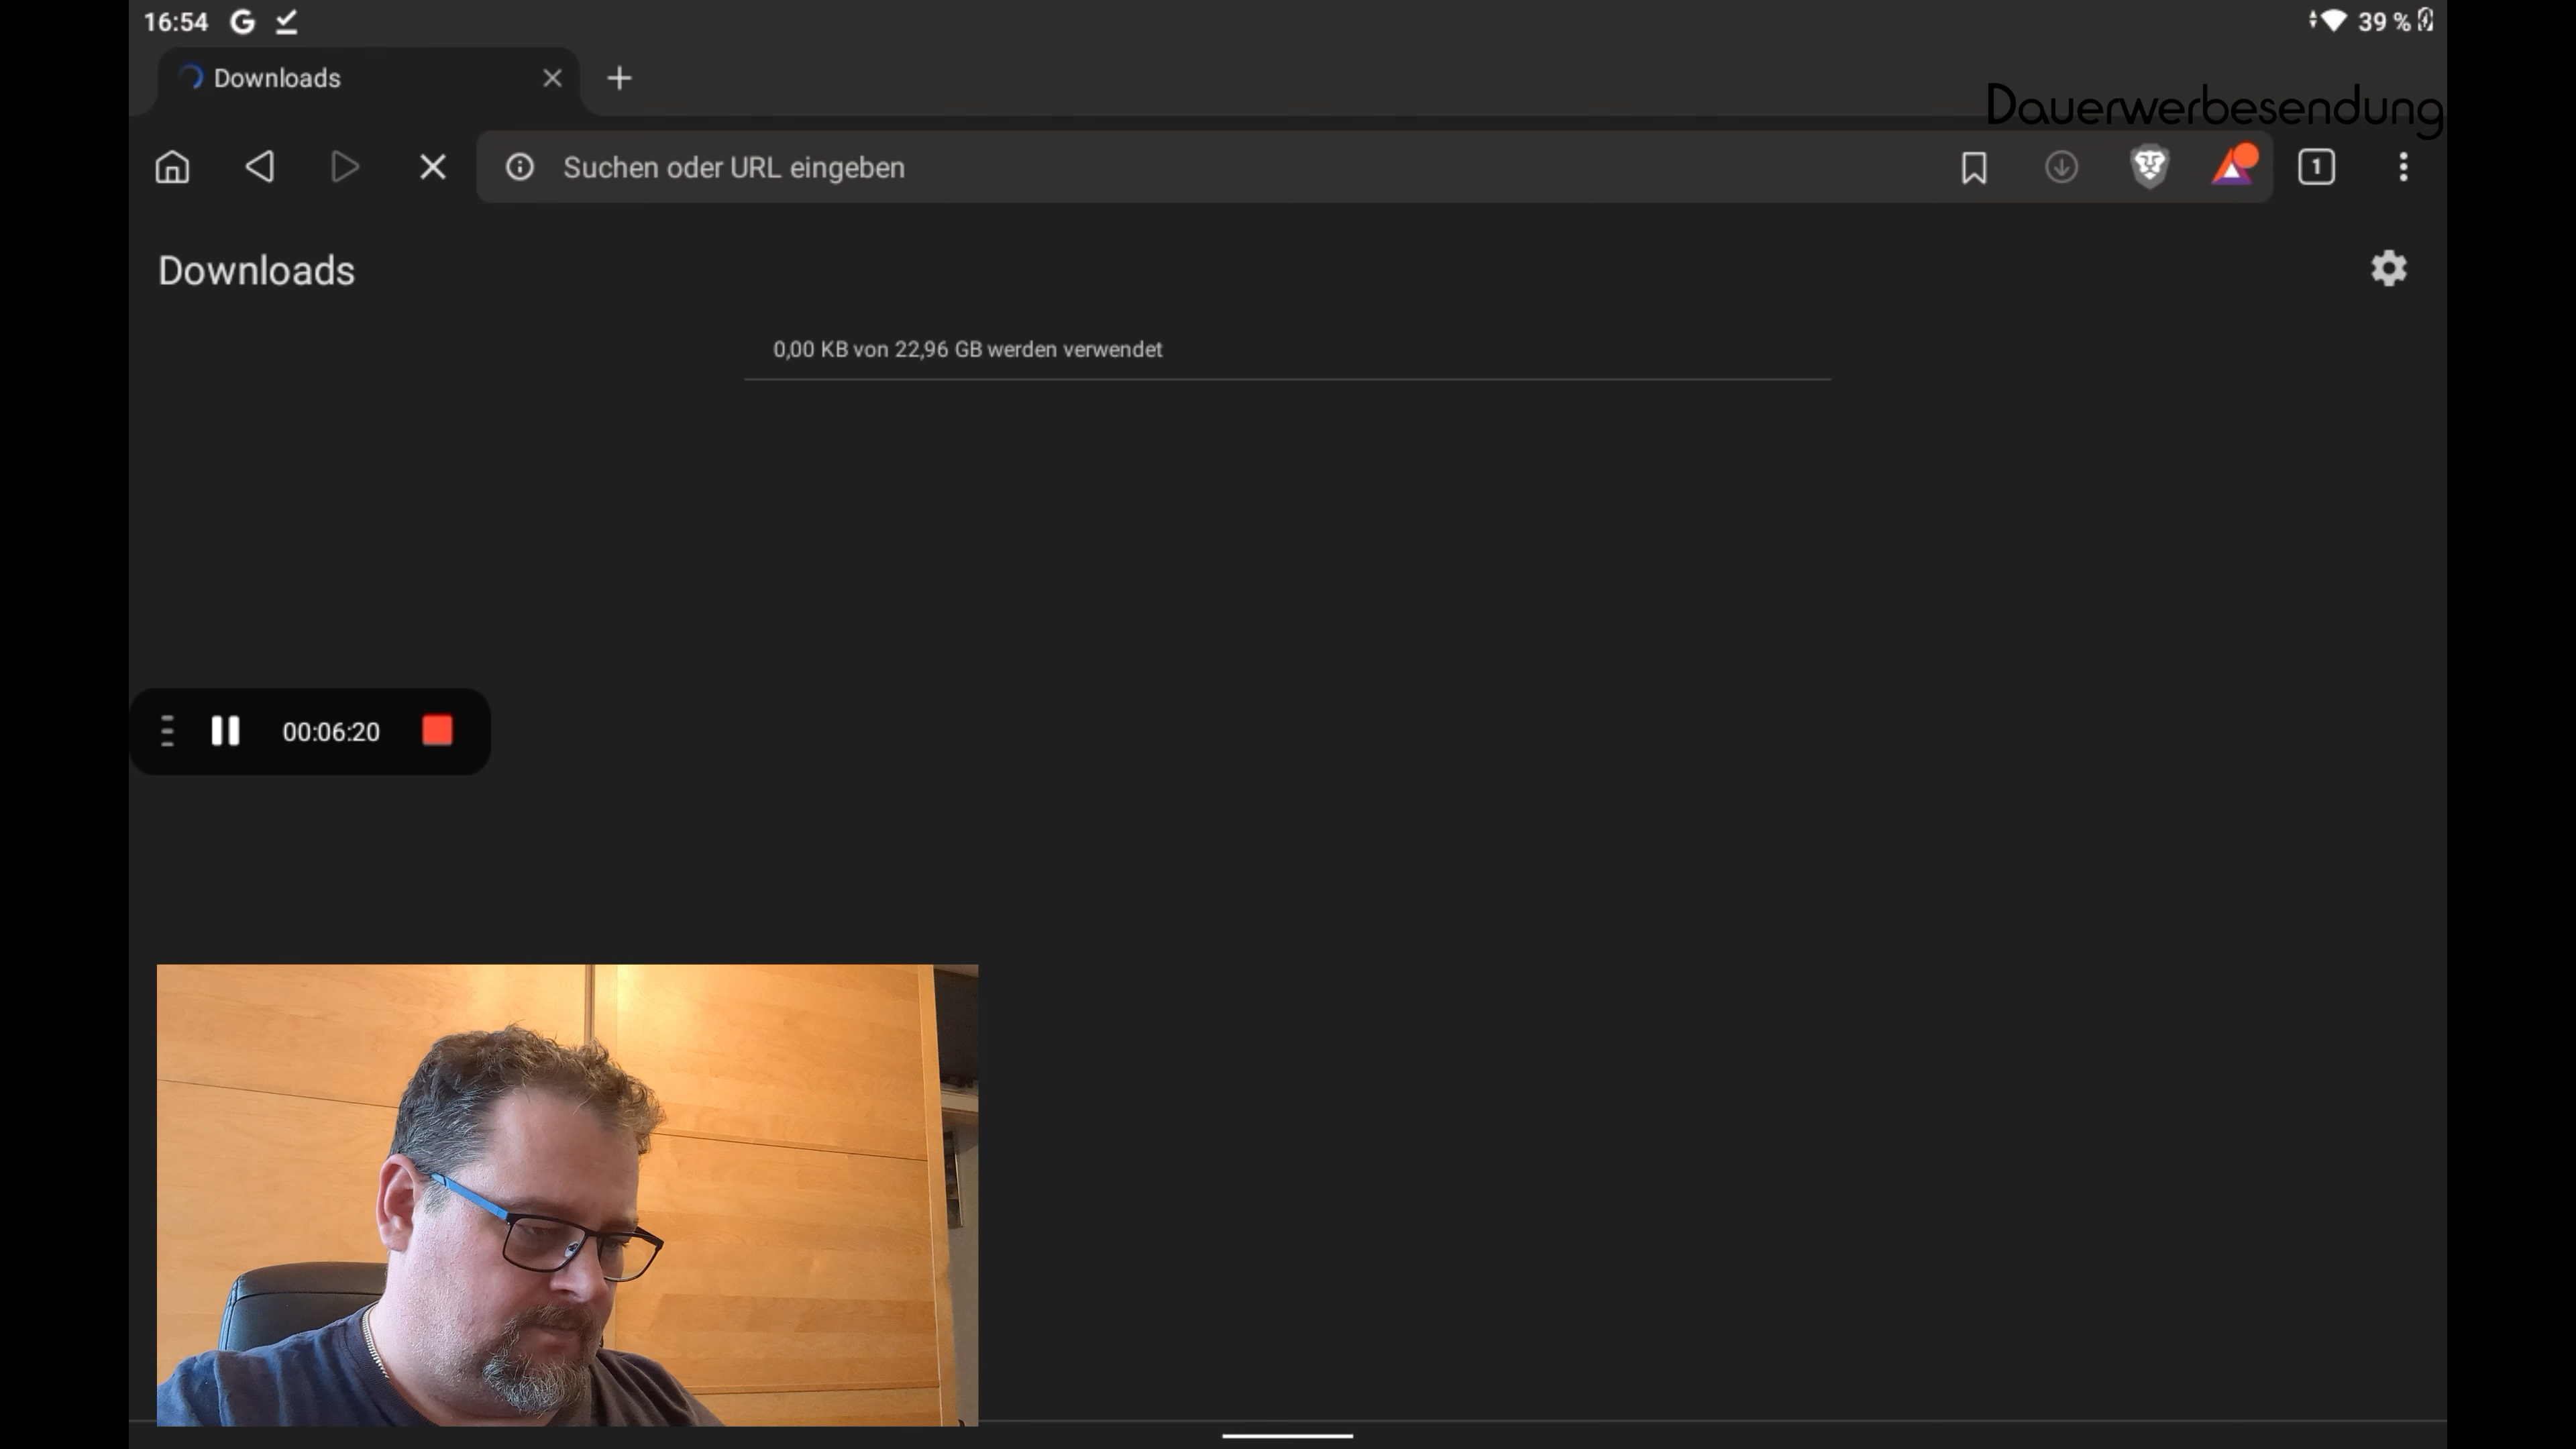 16:54
39 %
Downloads
Dauerwerbesendung
Suchen oder URL eingeben
1
Downloads
0,00 KB von 22,96 GB werden verwendet
00:06:20